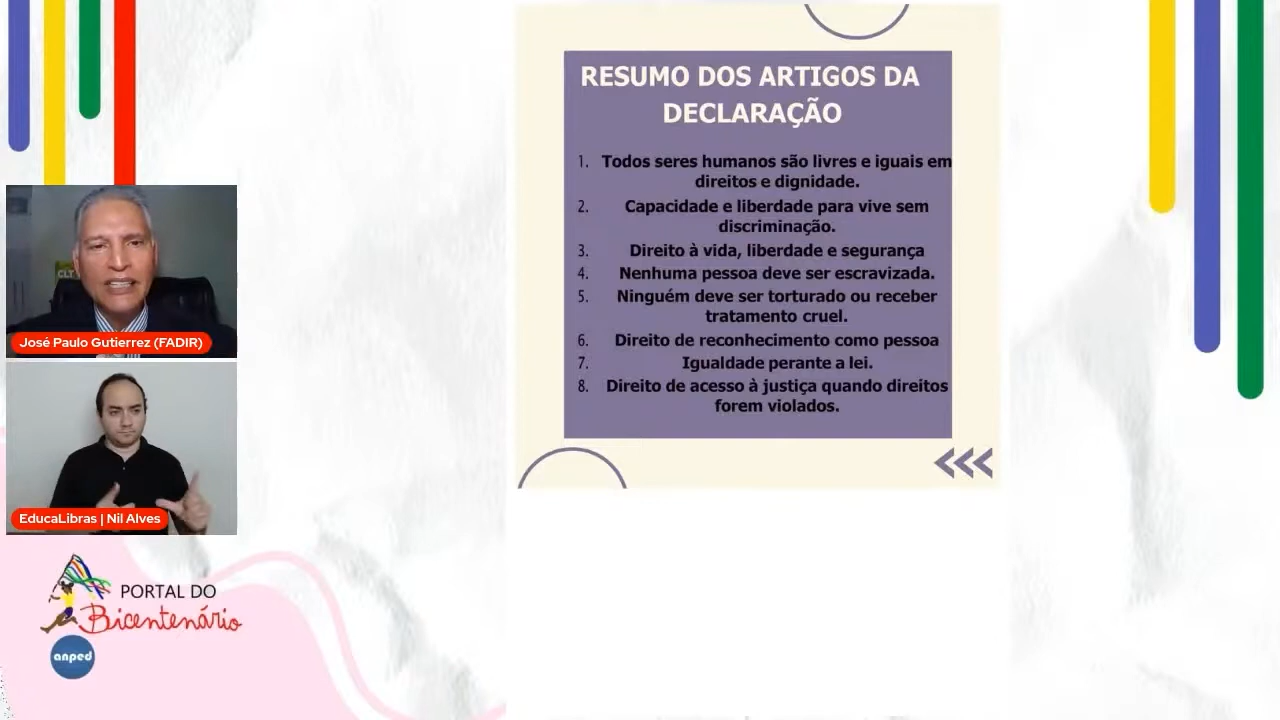 RESUMO DOS ARTIGOS DA
DECLARAÇÃO
1. Todos seres humanos são livres e iguais em
direitos e dignidade.
2. Capacidade e liberdade para vive sem
discriminação.
3. Direito à vida, liberdade e segurança
4. Nenhuma pessoa deve ser escravizada.
5. Ninguém deve ser torturado ou receber
tratamento cruel.
6. Direito de reconhecimento como pessoa
7. Igualdade perante a lei.
8. Direito de acesso à justiça quando direitos
forem violados.
CLT
José Paulo Gutierrez (FADIR)
EducaLibras | Nil Alves
PORTAL DO
Bicentenário
anped